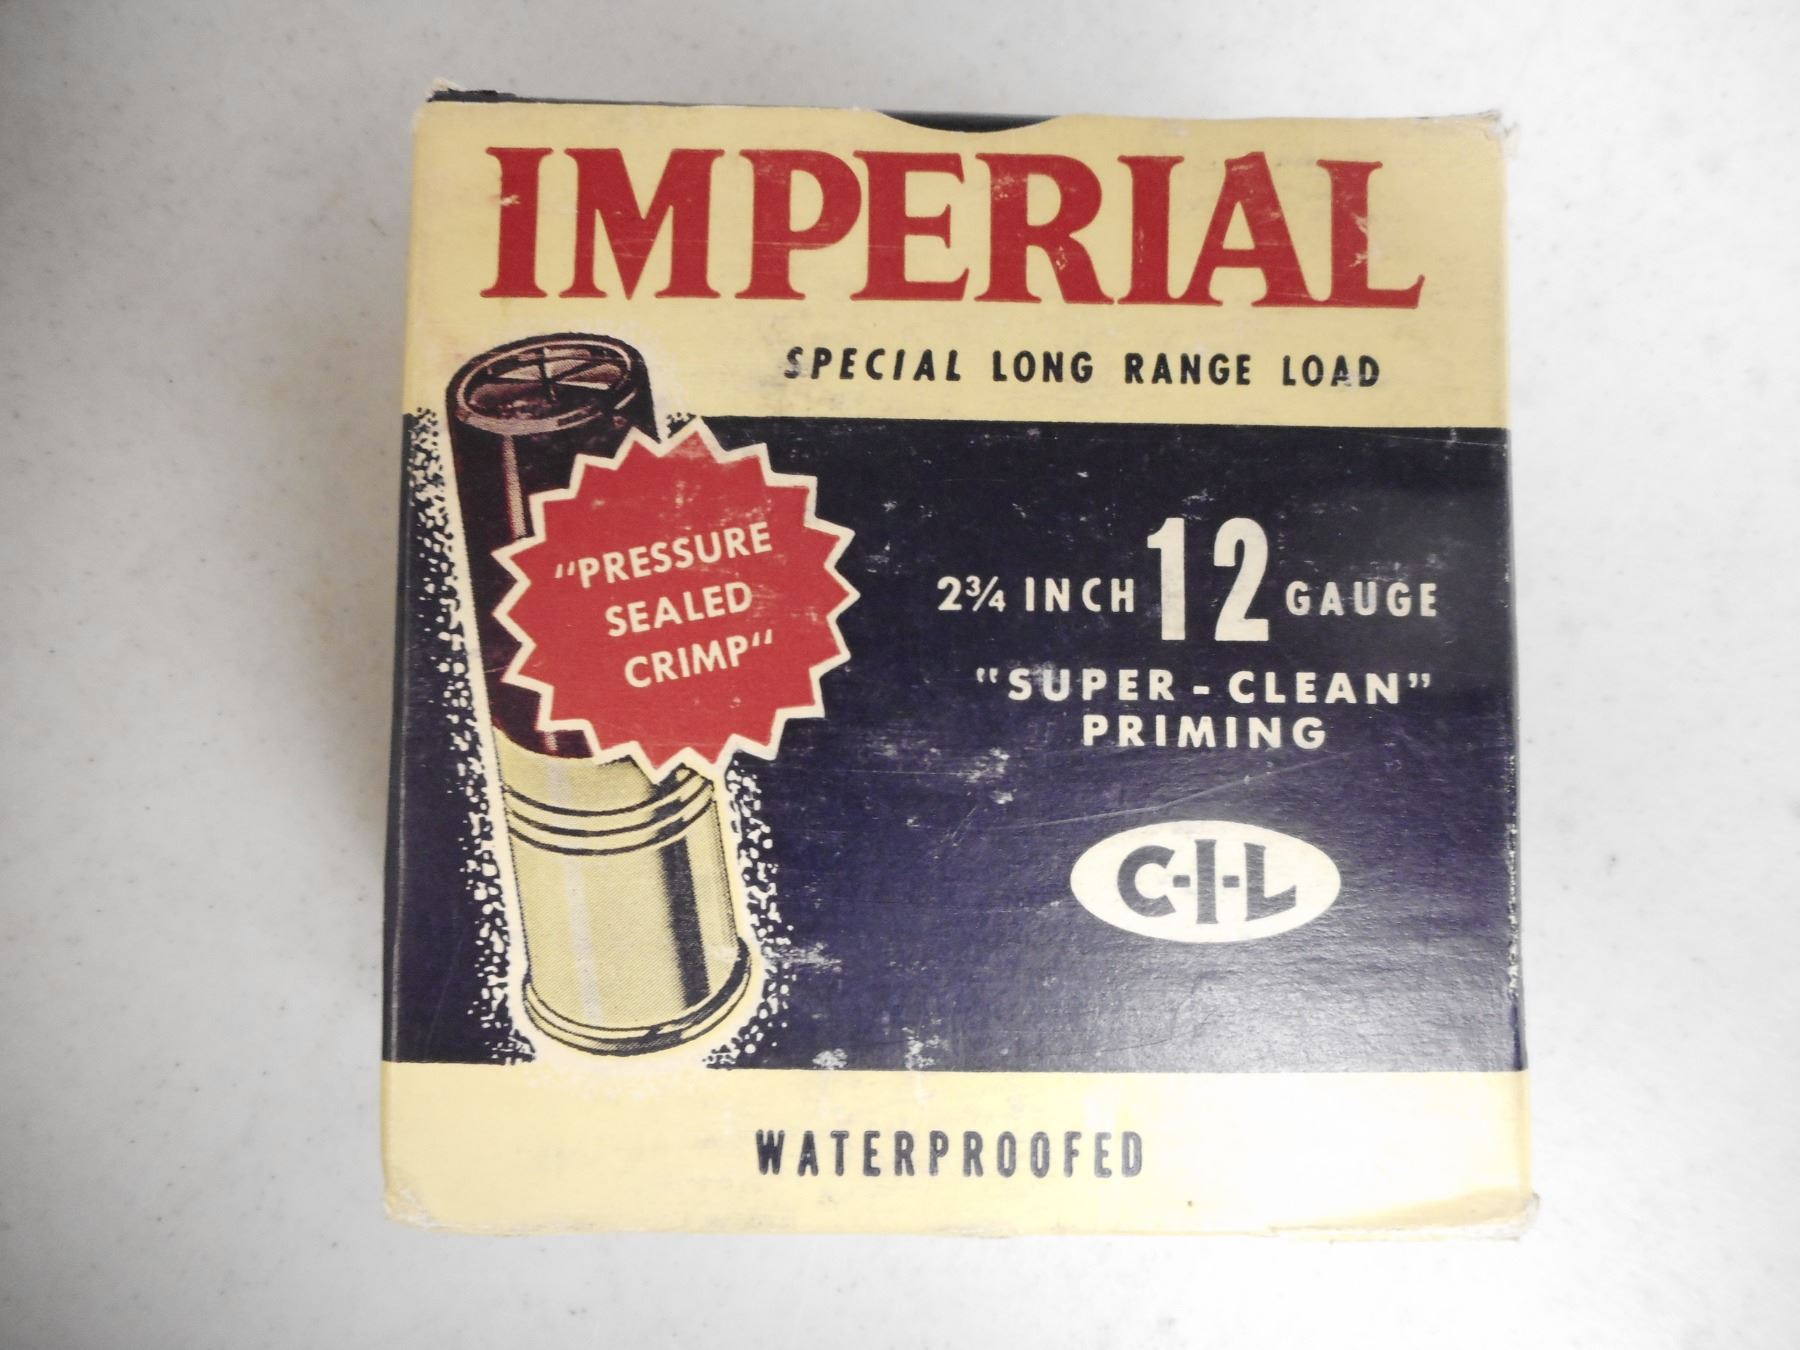 IMPERIAL
SPECIAL LONG RANGE LOAD
"PRESSURE
SEALED
CRIMP"
2¾ INCH 12 GAUGE
"SUPER-CLEAN"
PRIMING
C-I-L
WATERPROOFED